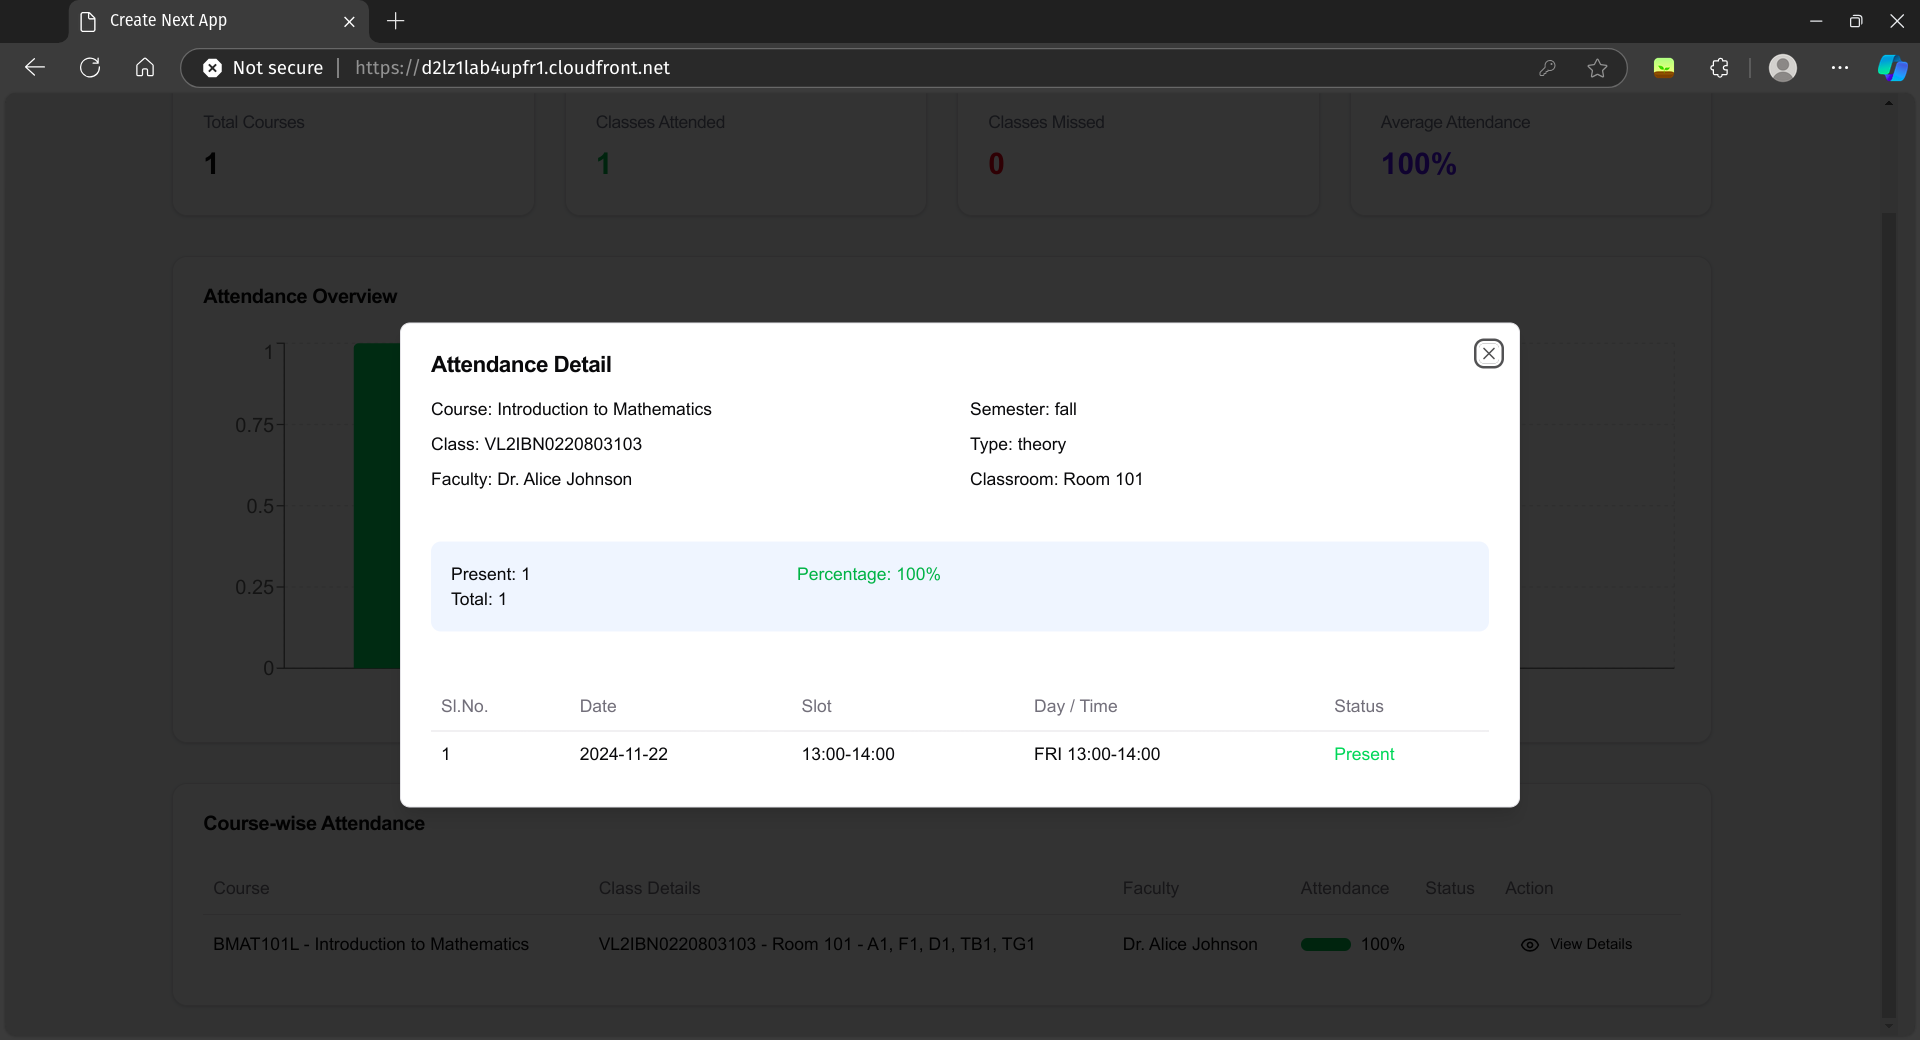 Create Next App
Not secure | https://d2lz1lab4upfr1.cloudfront.net
Total Courses
1
Classes Attended
1
Classes Missed
0
Average Attendance
100%
Attendance Overview
1
0.75
0.5
0.25
0
Attendance Detail
Course: Introduction to Mathematics
Semester: fall
Class: VL2IBN0220803103
Type: theory
Faculty: Dr. Alice Johnson
Classroom: Room 101
Present: 1
Percentage: 100%
Total: 1
Sl.No. Date Slot Day / Time Status
1 2024-11-22 13:00-14:00 FRI 13:00-14:00 Present
Course-wise Attendance
Course Class Details Faculty Attendance Status Action
BMAT101L - Introduction to Mathematics VL2IBN0220803103 - Room 101 - A1, F1, D1, TB1, TG1 Dr. Alice Johnson 100% View Details